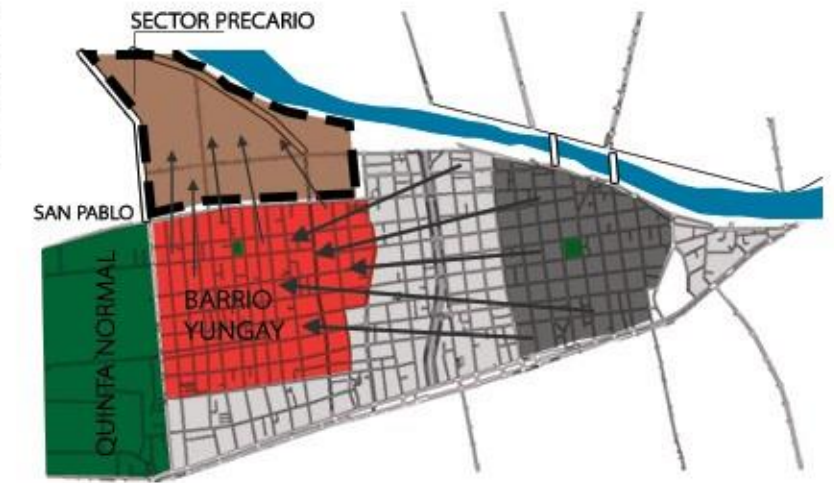 SECTOR PRECARIO
SAN PABLO
BARRIO
YUNGAY
QUINTA NORMAL